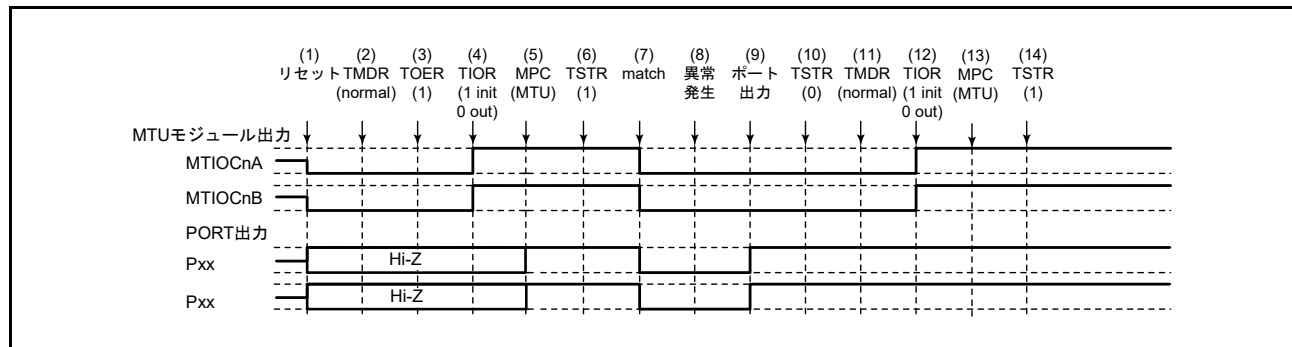 (1) (2) (3) (4) (5) (6) (7) (8) (9) (10) (11) (12) (13) (14)
リセット TMDR TOER TIOR MPC TSTR match 異常 ポート TSTR TMDR TIOR MPC TSTR
(normal) (1) (1 init (MTU) (1) 発生 出力 (0) (normal) (1 init (MTU) (1)
0 out) 0 out)
MTUモジュール出力
MTIOCnA
MTIOCnB
PORT出力
Pxx Hi-Z
Pxx Hi-Z